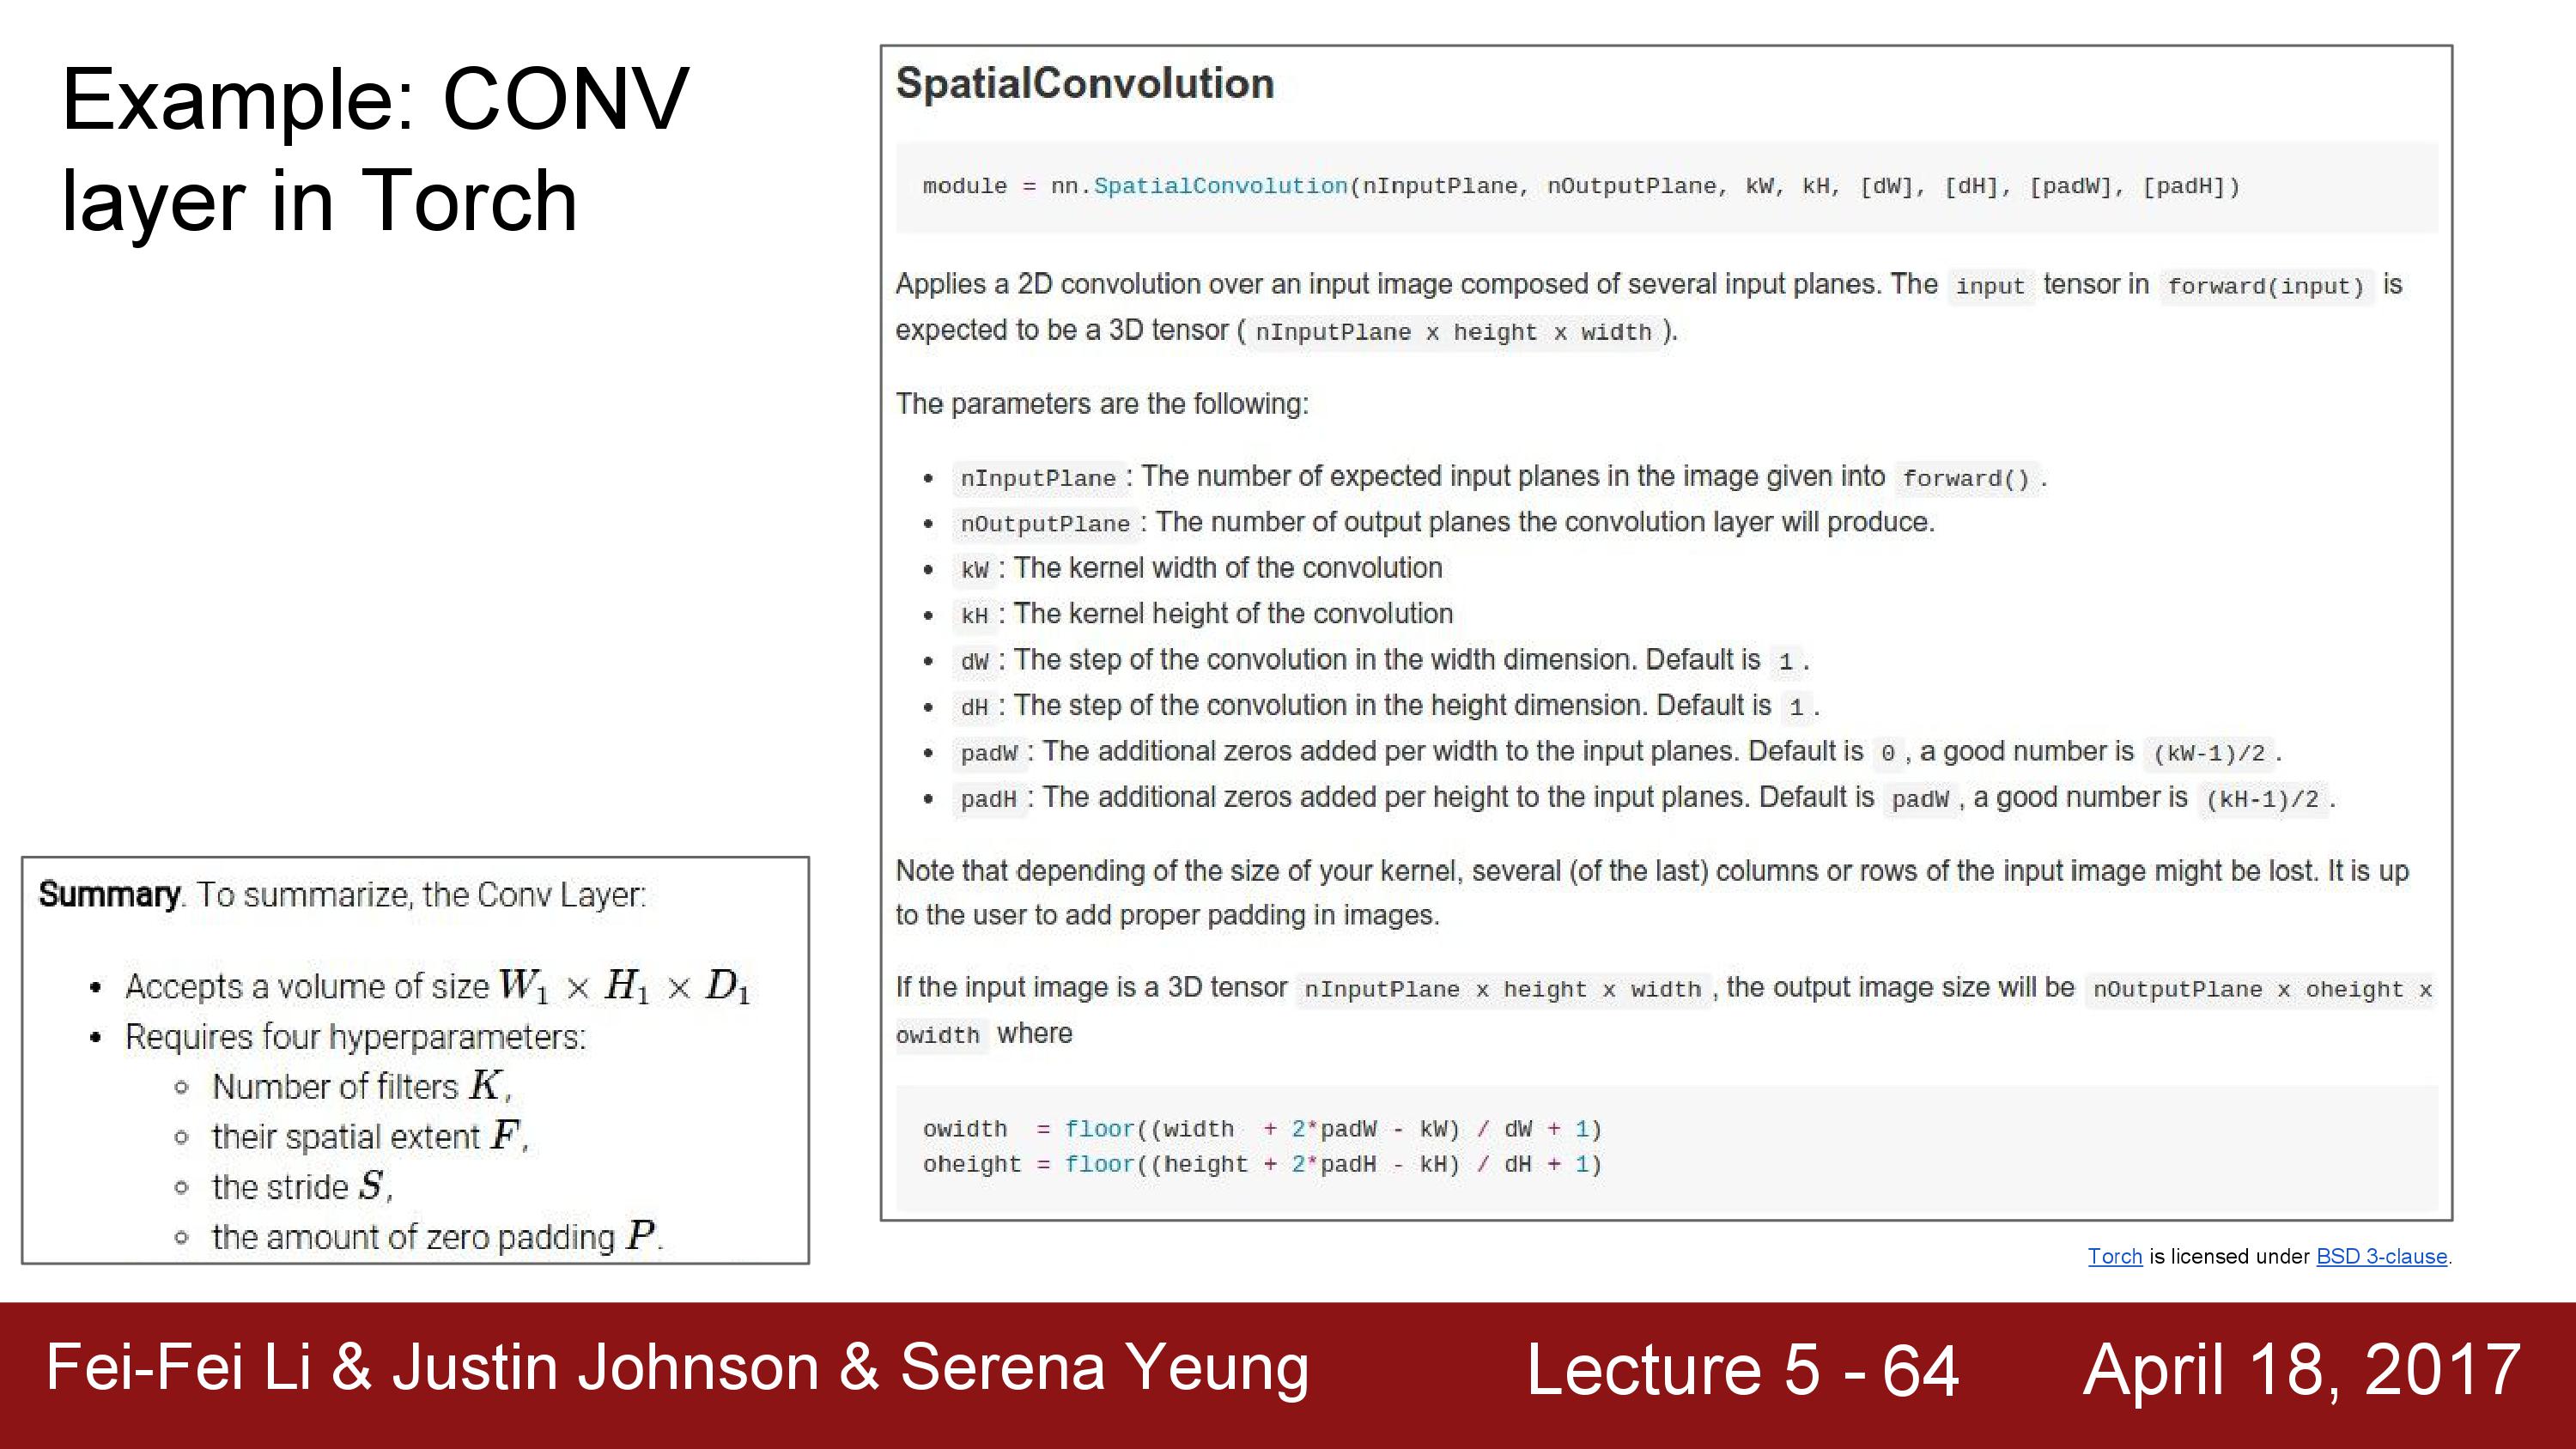 Example: CONV
layer in Torch
SpatialConvolution
module = nn.SpatialConvolution(nInputPlane, nOutputPlane, kW, kH, [dW], [dH], [padW], [padH])
Applies a 2D convolution over an input image composed of several input planes. The input tensor in forward(input) is
expected to be a 3D tensor ( nInputPlane x height x width ).
The parameters are the following:
• nInputPlane : The number of expected input planes in the image given into forward() .
• nOutputPlane : The number of output planes the convolution layer will produce.
• kW : The kernel width of the convolution
• kH : The kernel height of the convolution
• dW : The step of the convolution in the width dimension. Default is 1 .
• dH : The step of the convolution in the height dimension. Default is 1 .
• padW : The additional zeros added per width to the input planes. Default is 0 , a good number is (kW-1)/2 .
• padH : The additional zeros added per height to the input planes. Default is padW , a good number is (kH-1)/2 .
Note that depending of the size of your kernel, several (of the last) columns or rows of the input image might be lost. It is up
to the user to add proper padding in images.
If the input image is a 3D tensor nInputPlane x height x width , the output image size will be nOutputPlane x oheight x
owidth where
owidth = floor((width + 2*padW - kW) / dW + 1)
oheight = floor((height + 2*padH - kH) / dH + 1)
Summary. To summarize, the Conv Layer:
• Accepts a volume of size W₁ × H₁ × D₁
• Requires four hyperparameters:
◦ Number of filters K,
◦ their spatial extent F,
◦ the stride S,
◦ the amount of zero padding P.
Torch is licensed under BSD 3-clause.
Fei-Fei Li & Justin Johnson & Serena Yeung Lecture 5 - 64 April 18, 2017